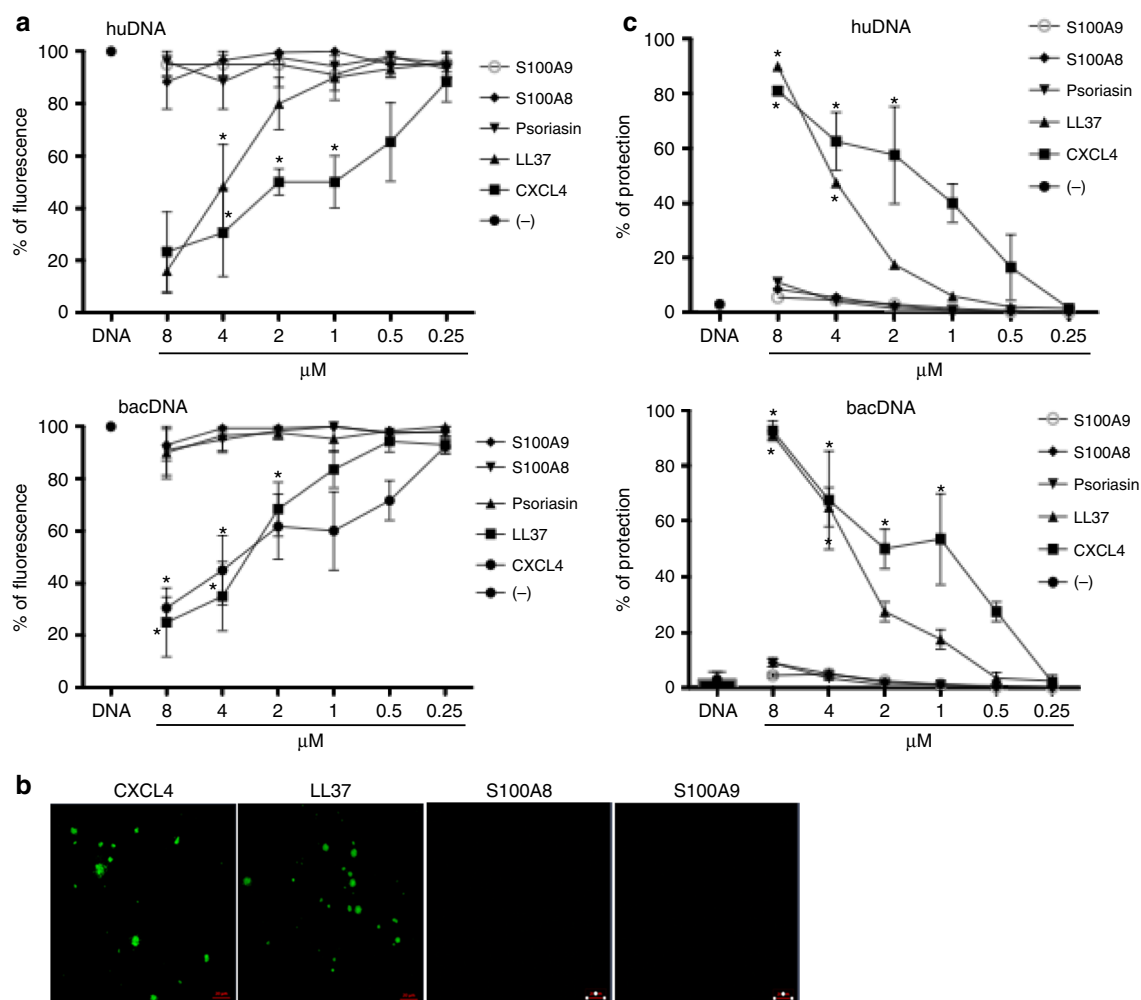 a
huDNA
% of fluorescence
100
80
60
40
20
0
*
*
*
*
S100A9
S100A8
Psoriasin
LL37
CXCL4
(–)
DNA 8 4 2 1 0.5 0.25
μM
bacDNA
% of fluorescence
100
80
60
40
20
0
*
*
*
*
*
S100A9
S100A8
Psoriasin
LL37
CXCL4
(–)
DNA 8 4 2 1 0.5 0.25
μM
c
huDNA
% of protection
100
80
60
40
20
0
*
*
*
*
*
S100A9
S100A8
Psoriasin
LL37
CXCL4
(–)
DNA 8 4 2 1 0.5 0.25
μM
bacDNA
% of protection
100
80
60
40
20
0
*
*
*
*
*
*
S100A9
S100A8
Psoriasin
LL37
CXCL4
(–)
DNA 8 4 2 1 0.5 0.25
μM
b
CXCL4 LL37 S100A8 S100A9